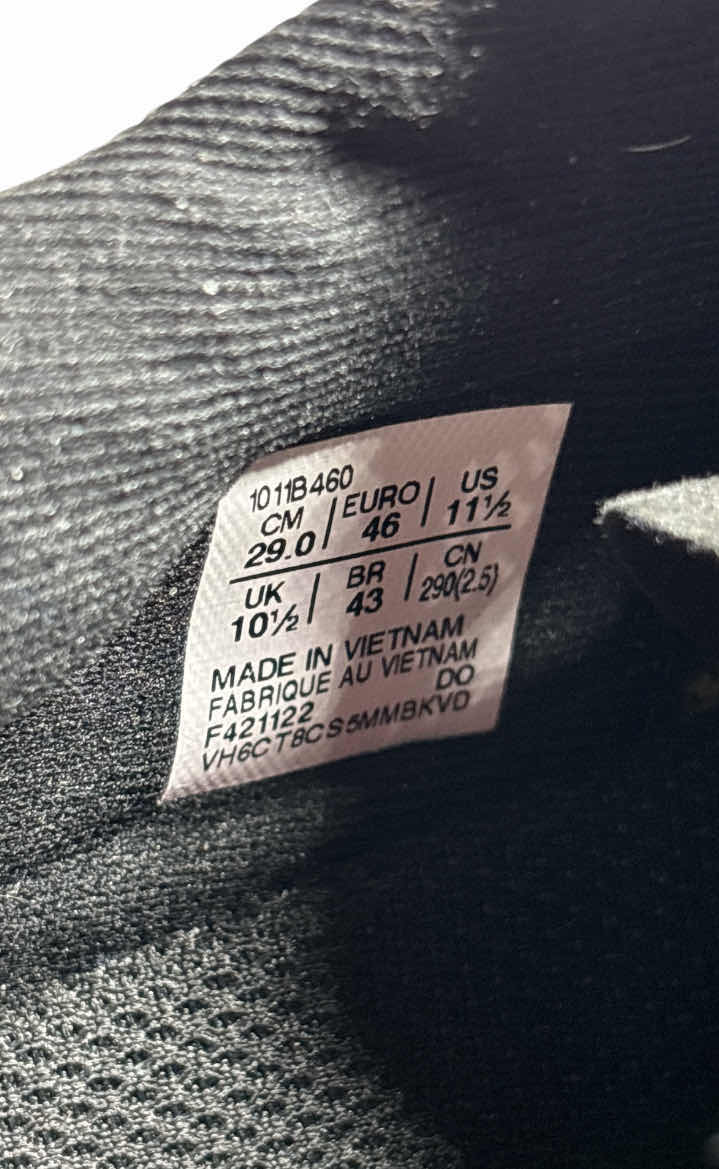 1011B460
CM / EURO / US
29.0 / 46 / 11½
UK / BR / CN
10½ / 43 / 290(2.5)
MADE IN VIETNAM
FABRIQUE AU VIETNAM
F421122 DO
VH6CT8CS5MMBKVD